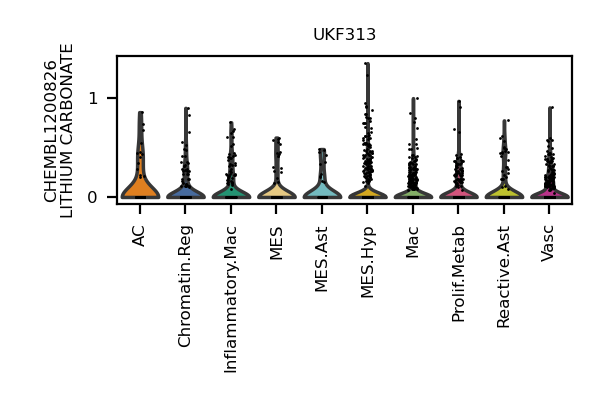 UKF313
CHEMBL1200826
LITHIUM CARBONATE
1
0
AC
Chromatin.Reg
Inflammatory.Mac
MES
MES.Ast
MES.Hyp
Mac
Prolif.Metab
Reactive.Ast
Vasc